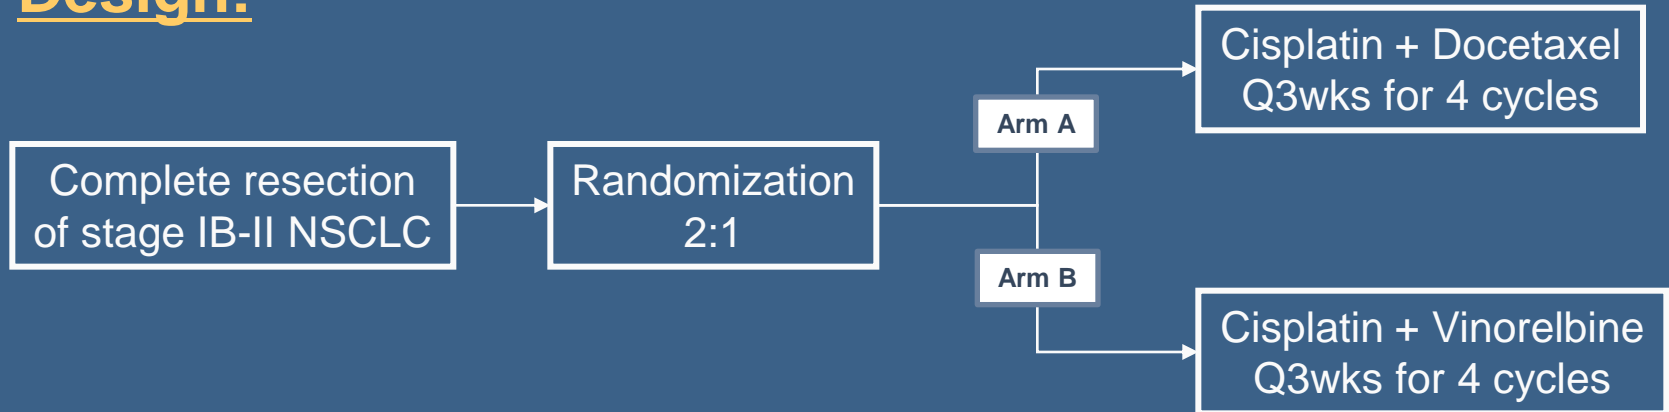 Design:
Complete resection
of stage IB-II NSCLC
Randomization
2:1
Arm A
Cisplatin + Docetaxel
Q3wks for 4 cycles
Arm B
Cisplatin + Vinorelbine
Q3wks for 4 cycles